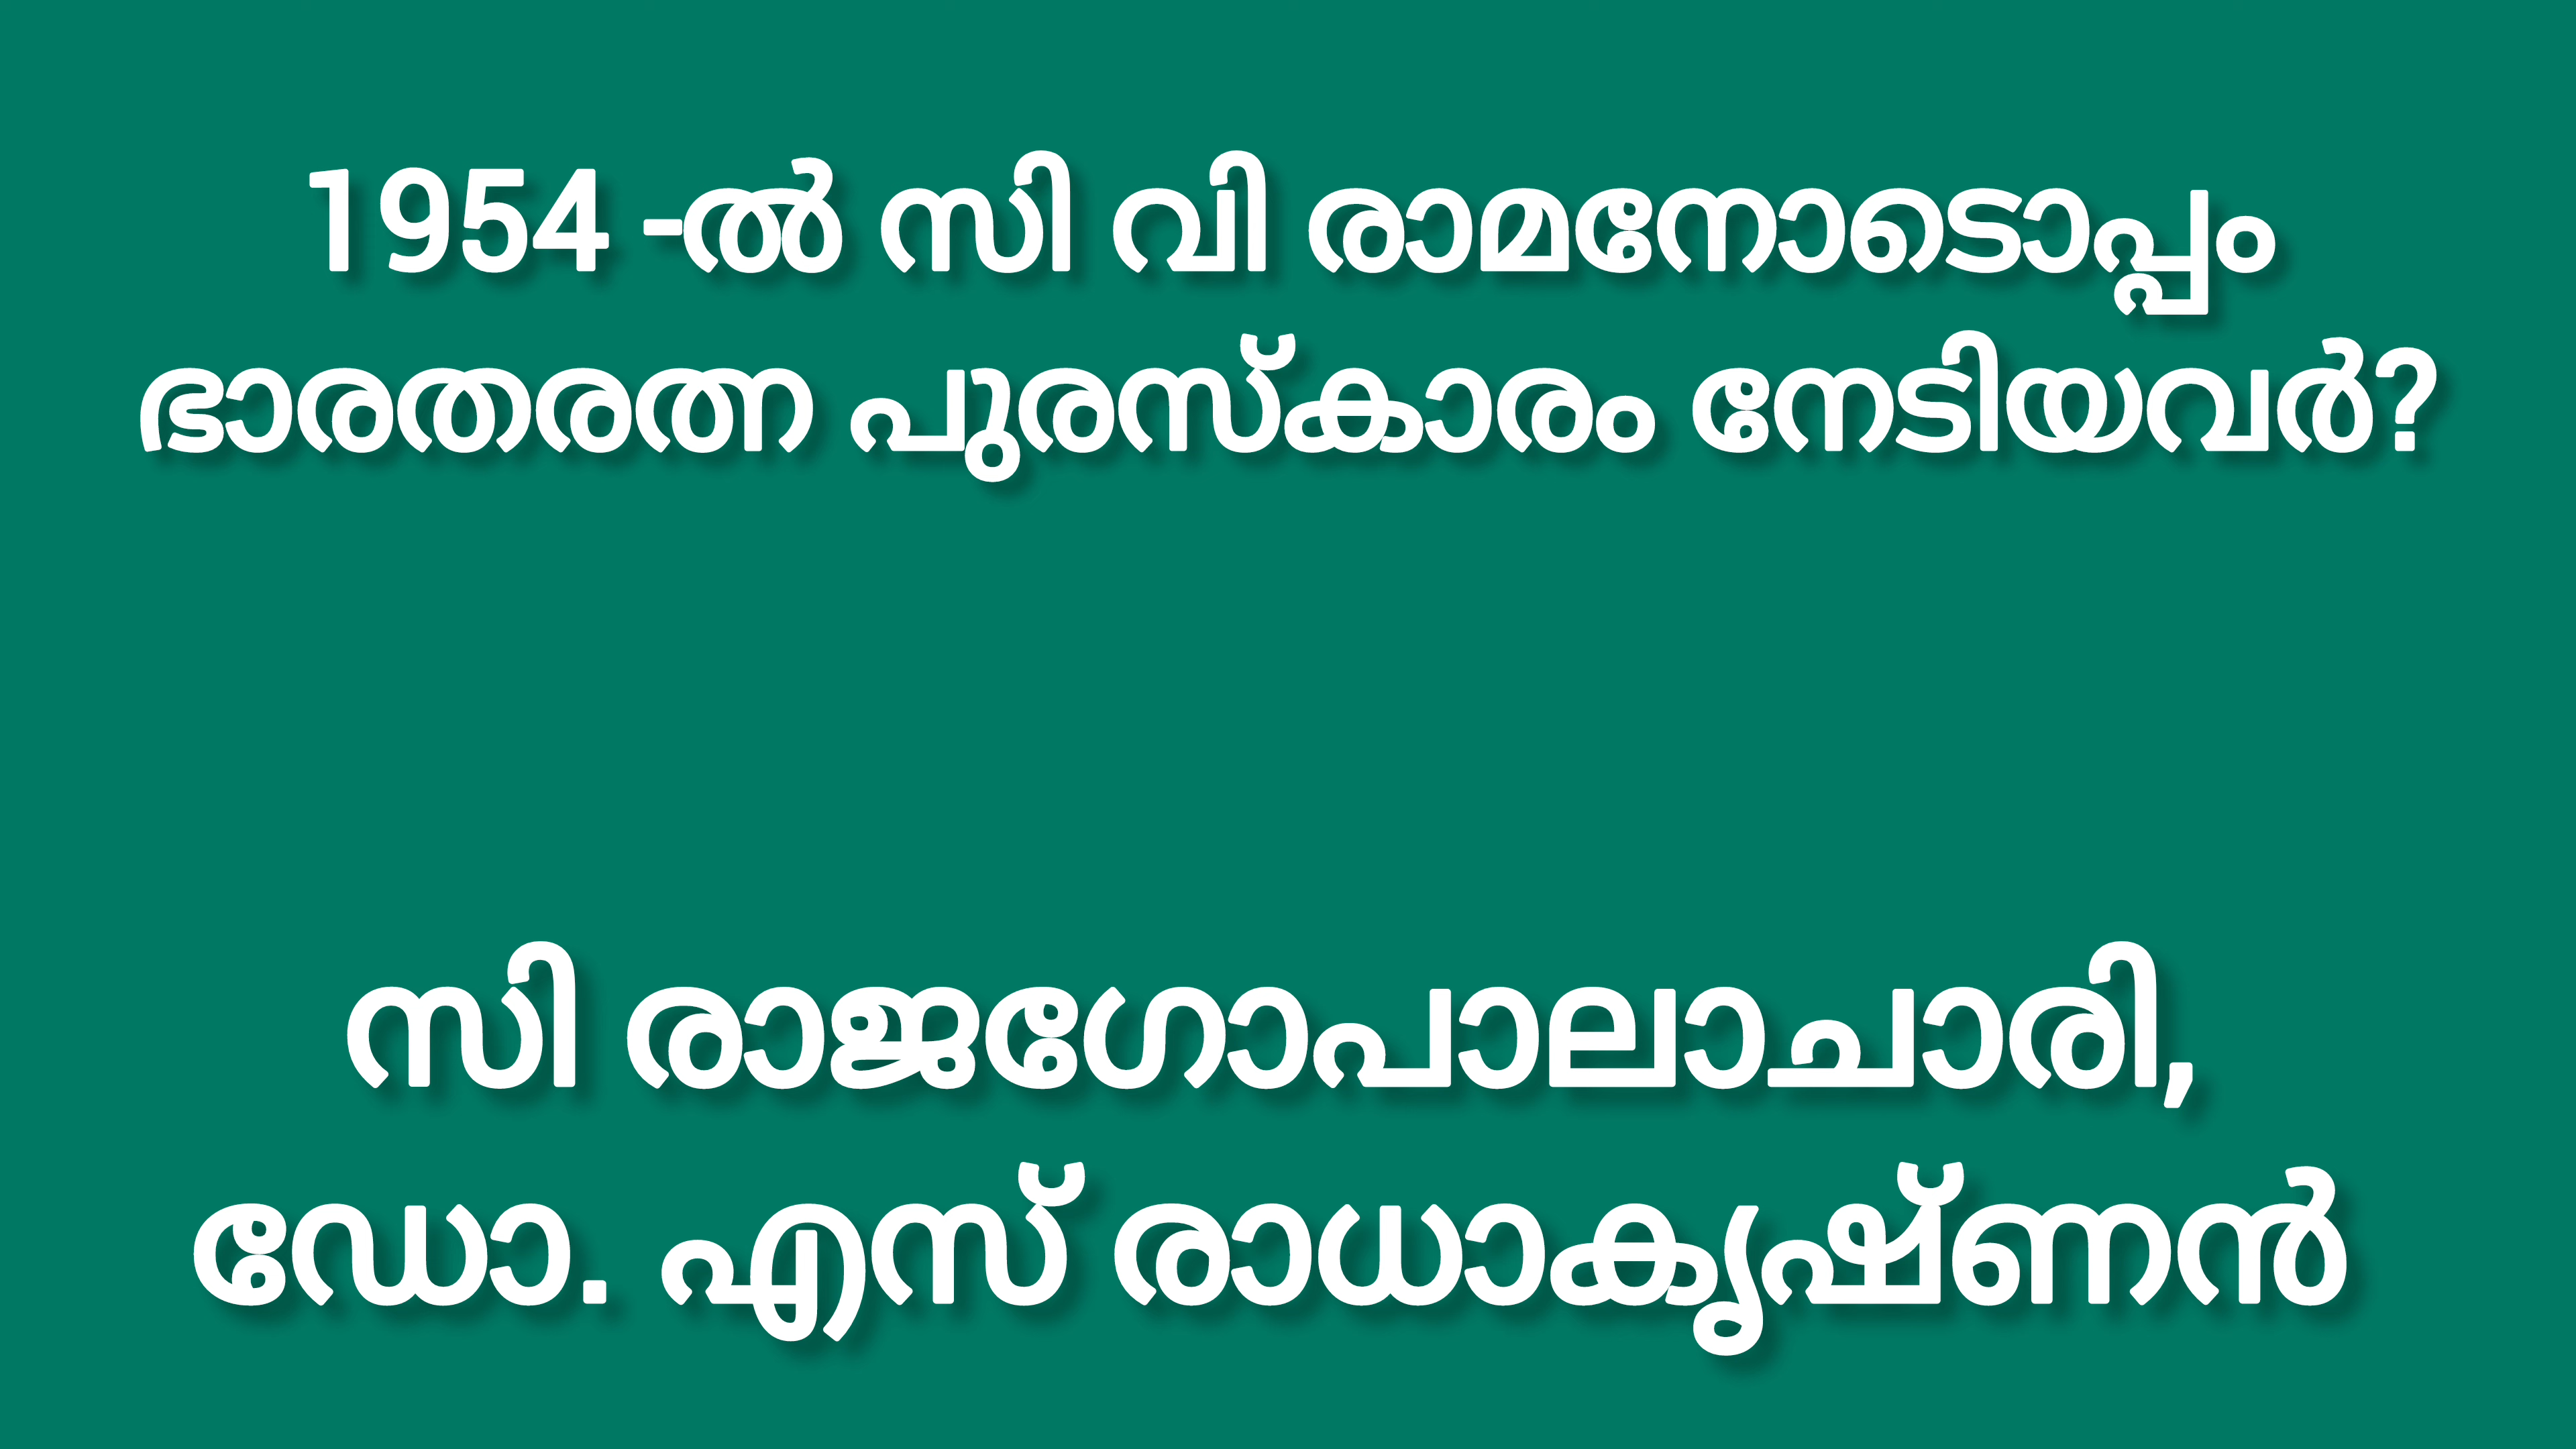 1954 -ൽ സി വി രാമനോടൊപ്പം
ഭാരതരത്ന പുരസ്കാരം നേടിയവർ?
സി രാജഗോപാലാചാരി,
ഡോ. എസ് രാധാകൃഷ്ണൻ